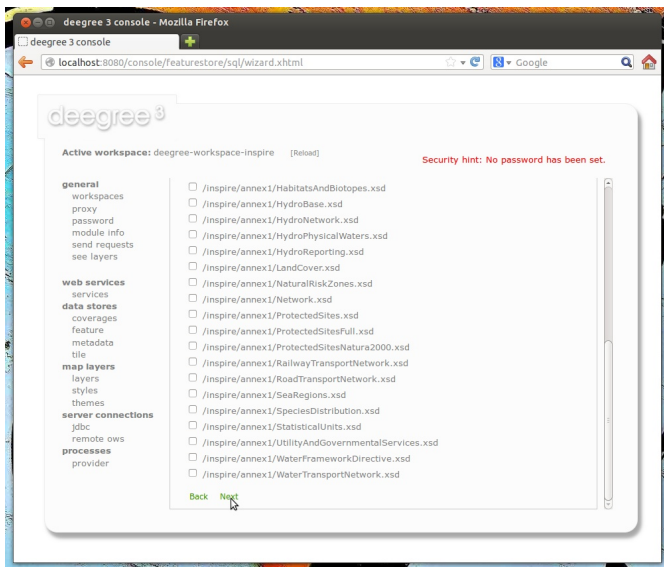 deegree 3 console - Mozilla Firefox
deegree 3 console
localhost:8080/console/featurestore/sql/wizard.xhtml
Google
deegree 3
Active workspace: deegree-workspace-inspire [Reload]
Security hint: No password has been set.
general
workspaces
proxy
password
module info
send requests
see layers
web services
services
data stores
coverages
feature
metadata
tile
map layers
layers
styles
themes
server connections
jdbc
remote ows
processes
provider
/inspire/annex1/HabitatsAndBiotopes.xsd
/inspire/annex1/HydroBase.xsd
/inspire/annex1/HydroNetwork.xsd
/inspire/annex1/HydroPhysicalWaters.xsd
/inspire/annex1/HydroReporting.xsd
/inspire/annex1/LandCover.xsd
/inspire/annex1/NaturalRiskZones.xsd
/inspire/annex1/Network.xsd
/inspire/annex1/ProtectedSites.xsd
/inspire/annex1/ProtectedSitesFull.xsd
/inspire/annex1/ProtectedSitesNatura2000.xsd
/inspire/annex1/RailwayTransportNetwork.xsd
/inspire/annex1/RoadTransportNetwork.xsd
/inspire/annex1/SeaRegions.xsd
/inspire/annex1/SpeciesDistribution.xsd
/inspire/annex1/StatisticalUnits.xsd
/inspire/annex1/UtilityAndGovernmentalServices.xsd
/inspire/annex1/WaterFrameworkDirective.xsd
/inspire/annex1/WaterTransportNetwork.xsd
Back Next